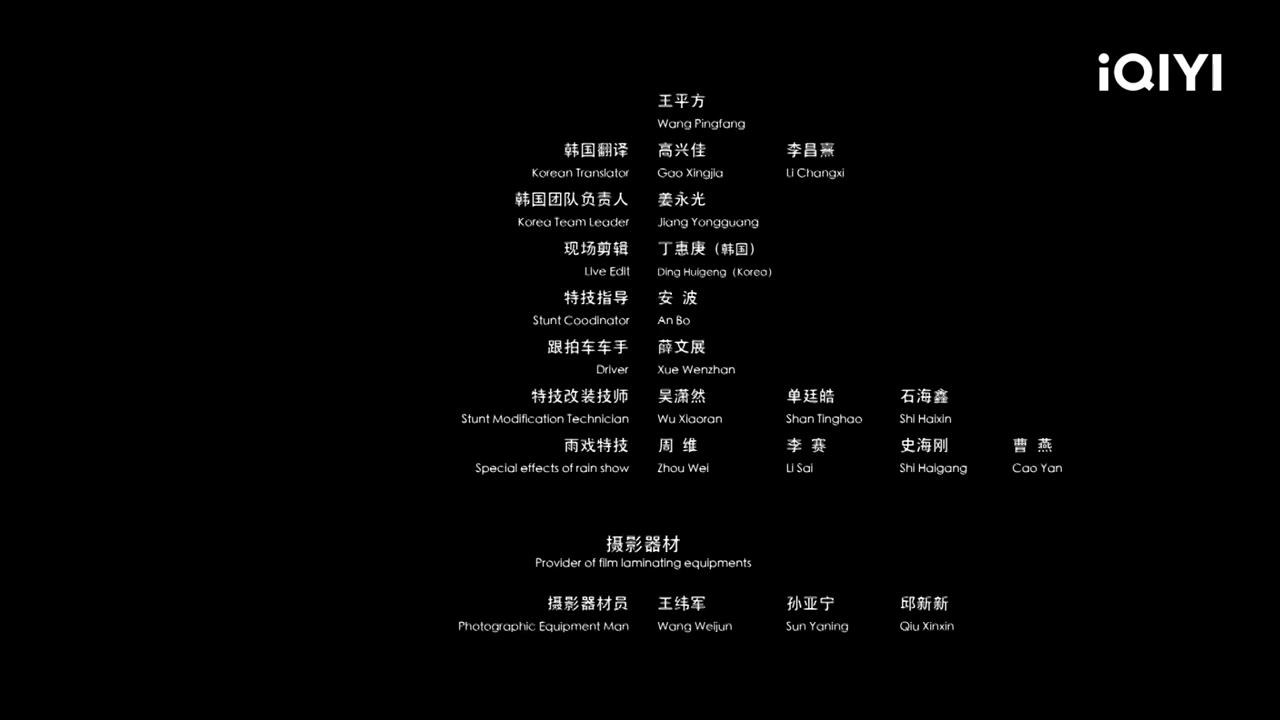 iQIYI
王平方
Wang Pingfang
韩国翻译 高兴佳 李昌熹
Korean Translator Gao Xingjia Li Changxi
韩国团队负责人 姜永光
Korea Team Leader Jiang Yongguang
现场剪辑 丁惠庚（韩国）
Live Edit Ding Huigeng（Korea）
特技指导 安 波
Stunt Coodinator An Bo
跟拍车车手 薛文展
Driver Xue Wenzhan
特技改装技师 吴潇然 单廷皓 石海鑫
Stunt Modification Technician Wu Xiaoran Shan Tinghao Shi Haixin
雨戏特技 周 维 李 赛 史海刚 曹 燕
Special effects of rain show Zhou Wei Li Sai Shi Haigang Cao Yan
摄影器材
Provider of film laminating equipments
摄影器材员 王纬军 孙亚宁 邱新新
Photographic Equipment Man Wang Weijun Sun Yaning Qiu Xinxin